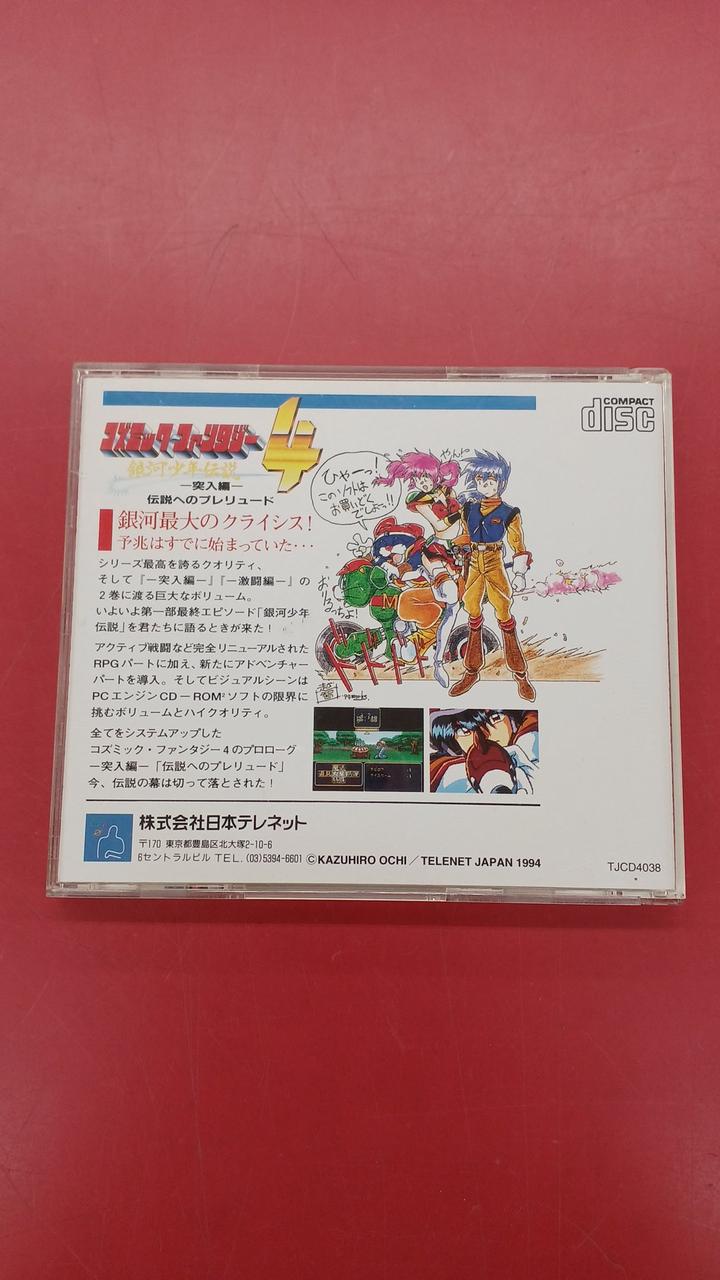 COMPACT
disc
コズミック・ファンタジー4
銀河少年伝説
―突入編―
伝説へのプレリュード
銀河最大のクライシス!
予兆はすでに始まっていた・・・
シリーズ最高を誇るクオリティ、
そして『―突入編―』『―激闘編―』の
2巻に渡る巨大なボリューム。
いよいよ第一部最終エピソード「銀河少年
伝説」を君たちに語るときが来た!
アクティブ戦闘など完全リニューアルされた
RPGパートに加え、新たにアドベンチャー
パートを導入。そしてビジュアルシーンは
PCエンジンCD-ROM²ソフトの限界に
挑むボリュームとハイクオリティ。
全てをシステムアップした
コズミック・ファンタジー4のプロローグ
―突入編―「伝説へのプレリュード」
今、伝説の幕は切って落とされた!
ひゃーっ!
このソフトは
お買いどく
でしょっ!!
やん
M
ドドドド
株式会社日本テレネット
〒170 東京都豊島区北大塚2-10-6
6セントラルビル TEL.(03)5394-6601 ©KAZUHIRO OCHI/TELENET JAPAN 1994
TJCD4038